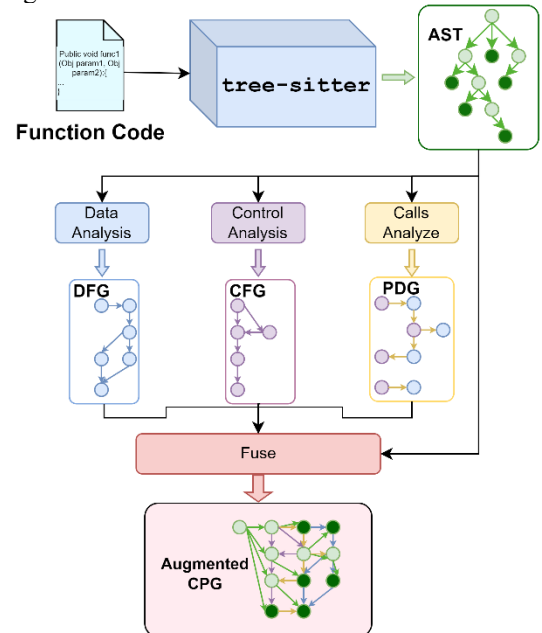 Public void func1
(Obj param1, Obj
param2):{
...
}
Function Code
tree-sitter
AST
Data
Analysis
Control
Analysis
Calls
Analyze
DFG
CFG
PDG
Fuse
Augmented
CPG